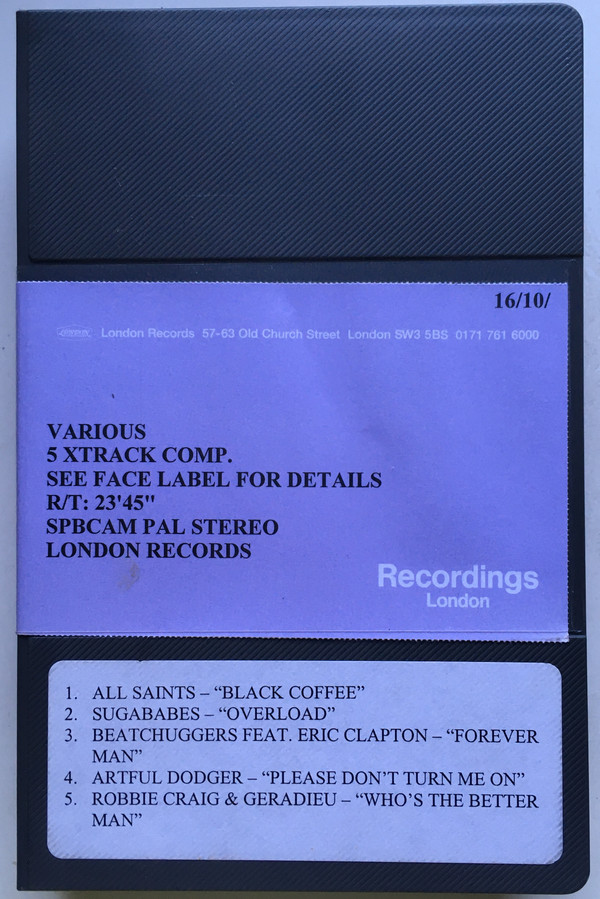 16/10/
London Records 57-63 Old Church Street London SW3 5BS 0171 761 6000
VARIOUS
5 XTRACK COMP.
SEE FACE LABEL FOR DETAILS
R/T: 23'45"
SPBCAM PAL STEREO
LONDON RECORDS
Recordings
London
1. ALL SAINTS – “BLACK COFFEE”
2. SUGABABES – “OVERLOAD”
3. BEATCHUGGERS FEAT. ERIC CLAPTON – “FOREVER
MAN”
4. ARTFUL DODGER – “PLEASE DON’T TURN ME ON”
5. ROBBIE CRAIG & GERADIEU – “WHO’S THE BETTER
MAN”